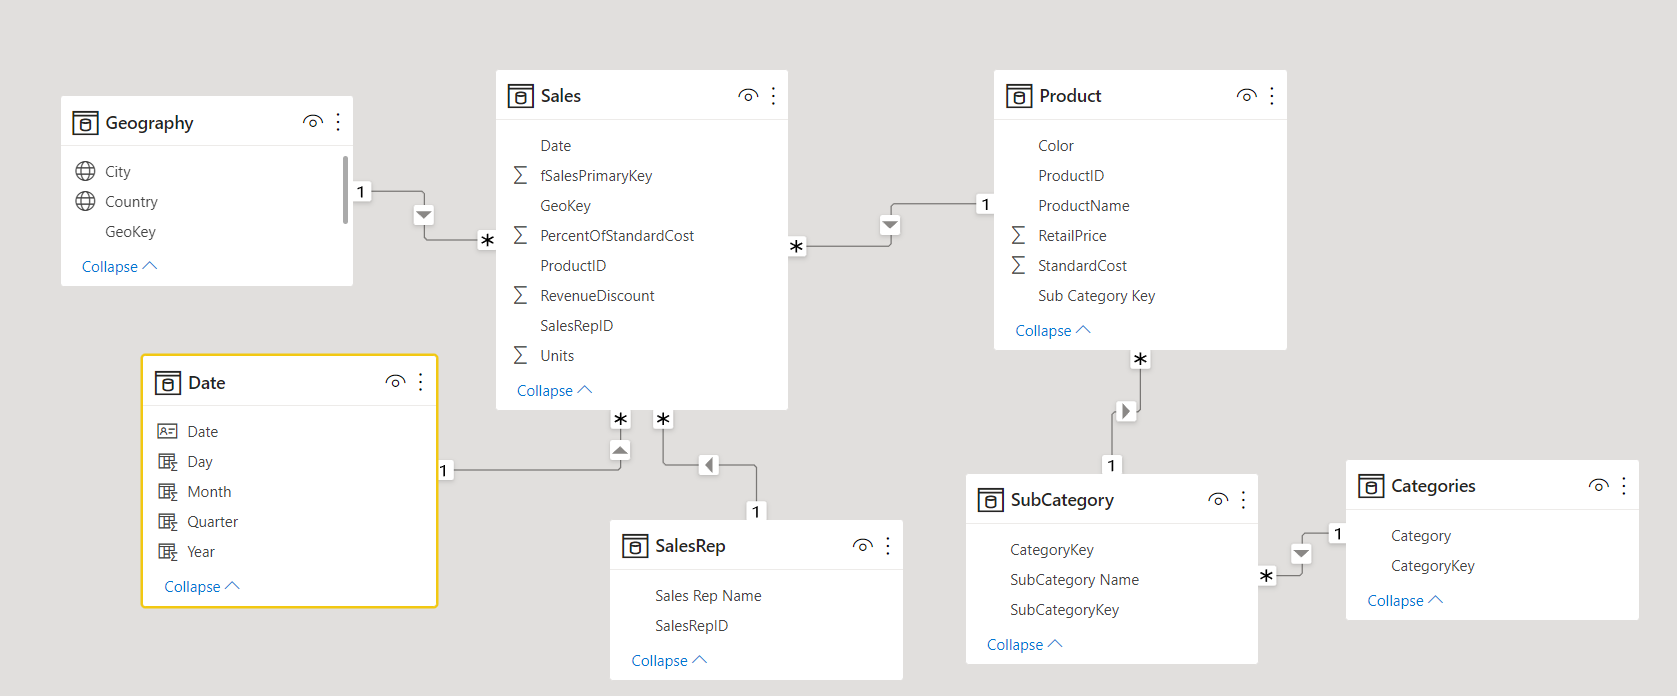 Geography
City
Country
GeoKey
Collapse
1
*
Sales
Date
fSalesPrimaryKey
GeoKey
PercentOfStandardCost
ProductID
RevenueDiscount
SalesRepID
Units
Collapse
*
1
Product
Color
ProductID
ProductName
RetailPrice
StandardCost
Sub Category Key
Collapse
Date
Date
Day
Month
Quarter
Year
Collapse
1
*
*
1
SalesRep
Sales Rep Name
SalesRepID
Collapse
*
1
SubCategory
CategoryKey
SubCategory Name
SubCategoryKey
Collapse
*
1
Categories
Category
CategoryKey
Collapse